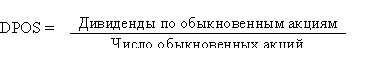 DPOS = Дивиденды по обыкновенным акциям
Число обыкновенных акций